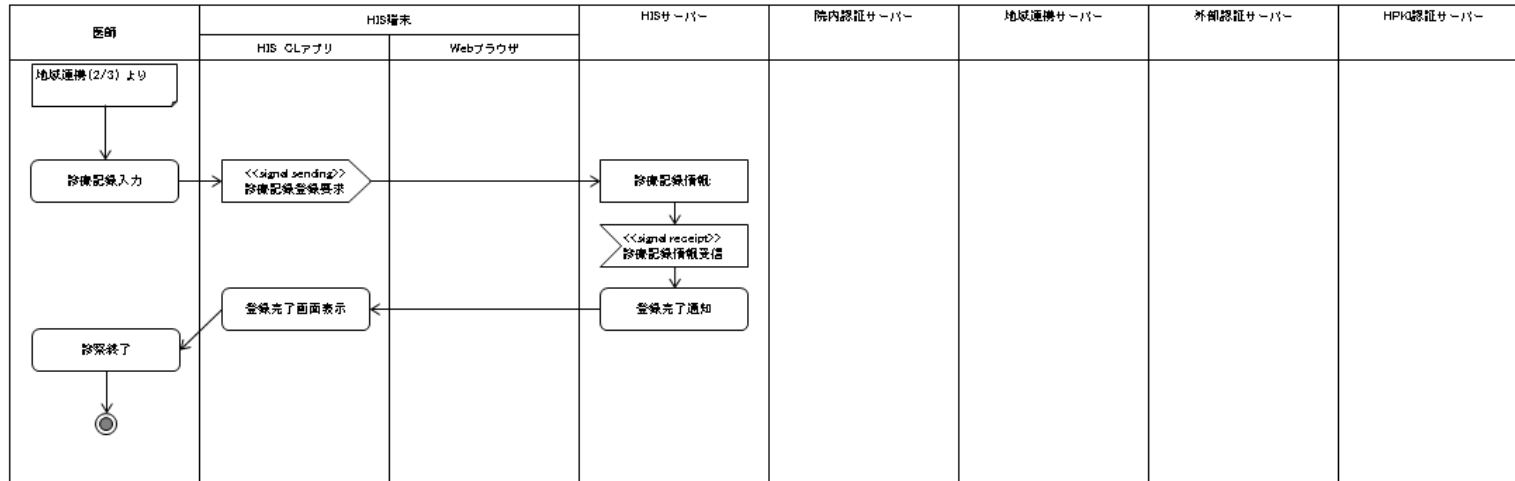 医師
HIS端末
HISサーバー
院内認証サーバー
地域連携サーバー
外部認証サーバー
HPKI認証サーバー
HIS CLアプリ
Webブラウザ
地域連携(2/3) より
診療記録入力
<<signal sending>>
診療記録登録要求
診療記録情報
<<signal receipt>>
診療記録情報受信
登録完了画面表示
登録完了通知
診察終了